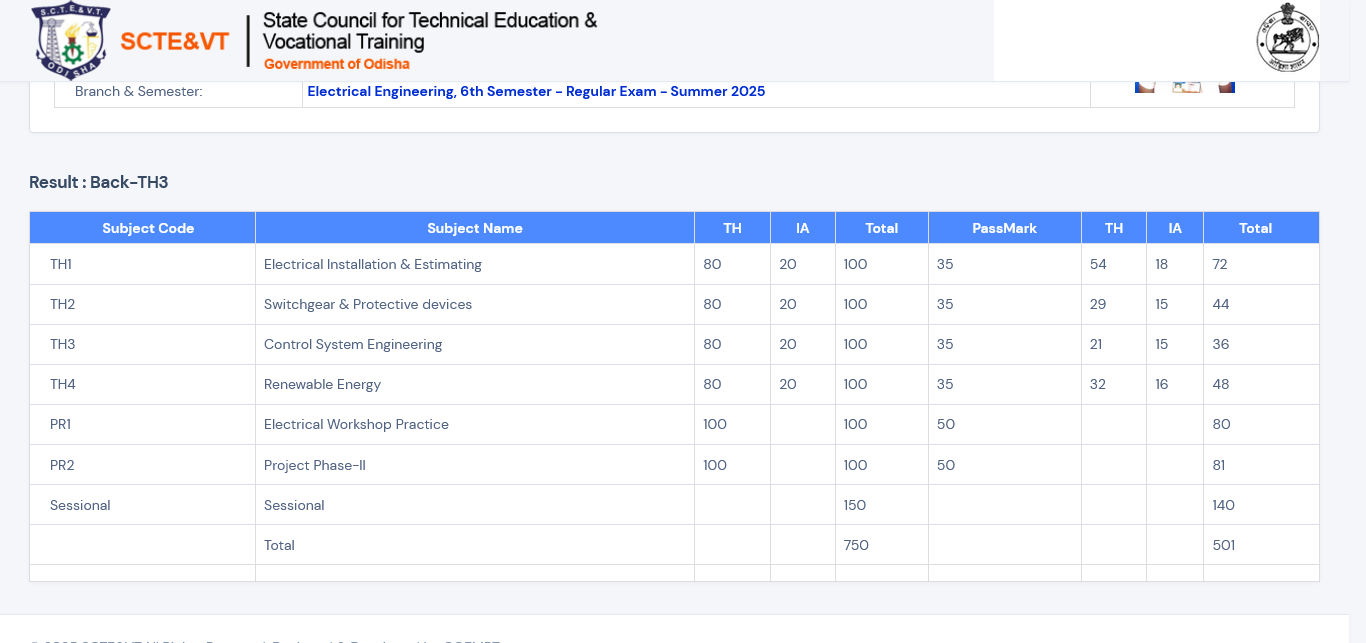 S.C.T.E.&V.T.
ODISHA
SCTE&VT
State Council for Technical Education &
Vocational Training
Government of Odisha
Branch & Semester: Electrical Engineering, 6th Semester - Regular Exam - Summer 2025
Result : Back-TH3
Subject Code Subject Name TH IA Total PassMark TH IA Total
TH1 Electrical Installation & Estimating 80 20 100 35 54 18 72
TH2 Switchgear & Protective devices 80 20 100 35 29 15 44
TH3 Control System Engineering 80 20 100 35 21 15 36
TH4 Renewable Energy 80 20 100 35 32 16 48
PR1 Electrical Workshop Practice 100 100 50 80
PR2 Project Phase-II 100 100 50 81
Sessional Sessional 150 140
Total 750 501